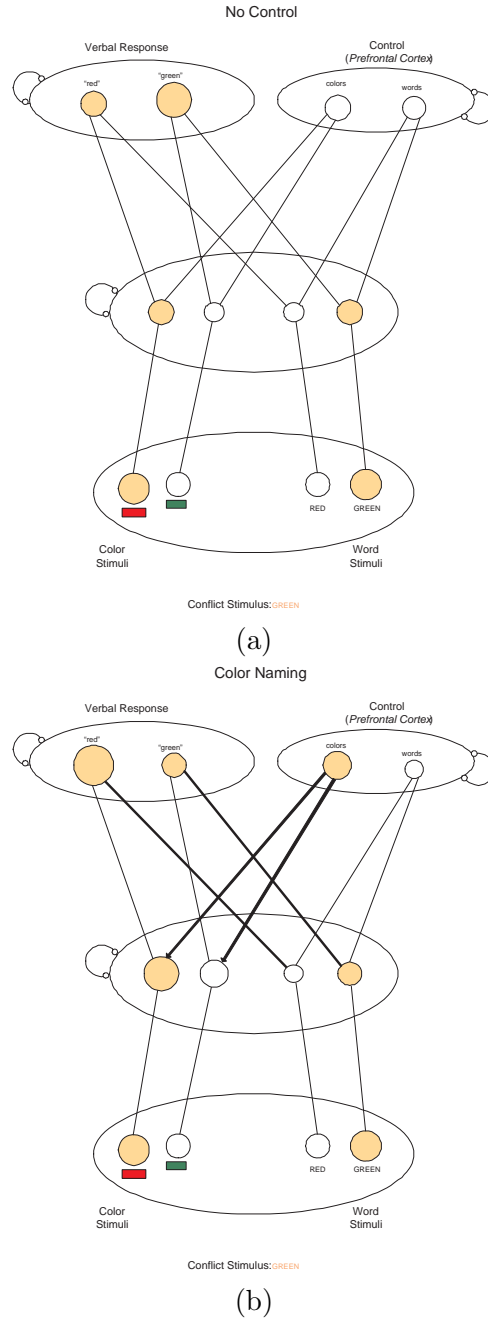 No Control
Verbal Response
Control
(Prefrontal Cortex)
"red"
"green"
colors
words
RED
GREEN
Color
Stimuli
Word
Stimuli
Conflict Stimulus:GREEN
(a)
Color Naming
Verbal Response
Control
(Prefrontal Cortex)
"red"
"green"
colors
words
RED
GREEN
Color
Stimuli
Word
Stimuli
Conflict Stimulus:GREEN
(b)